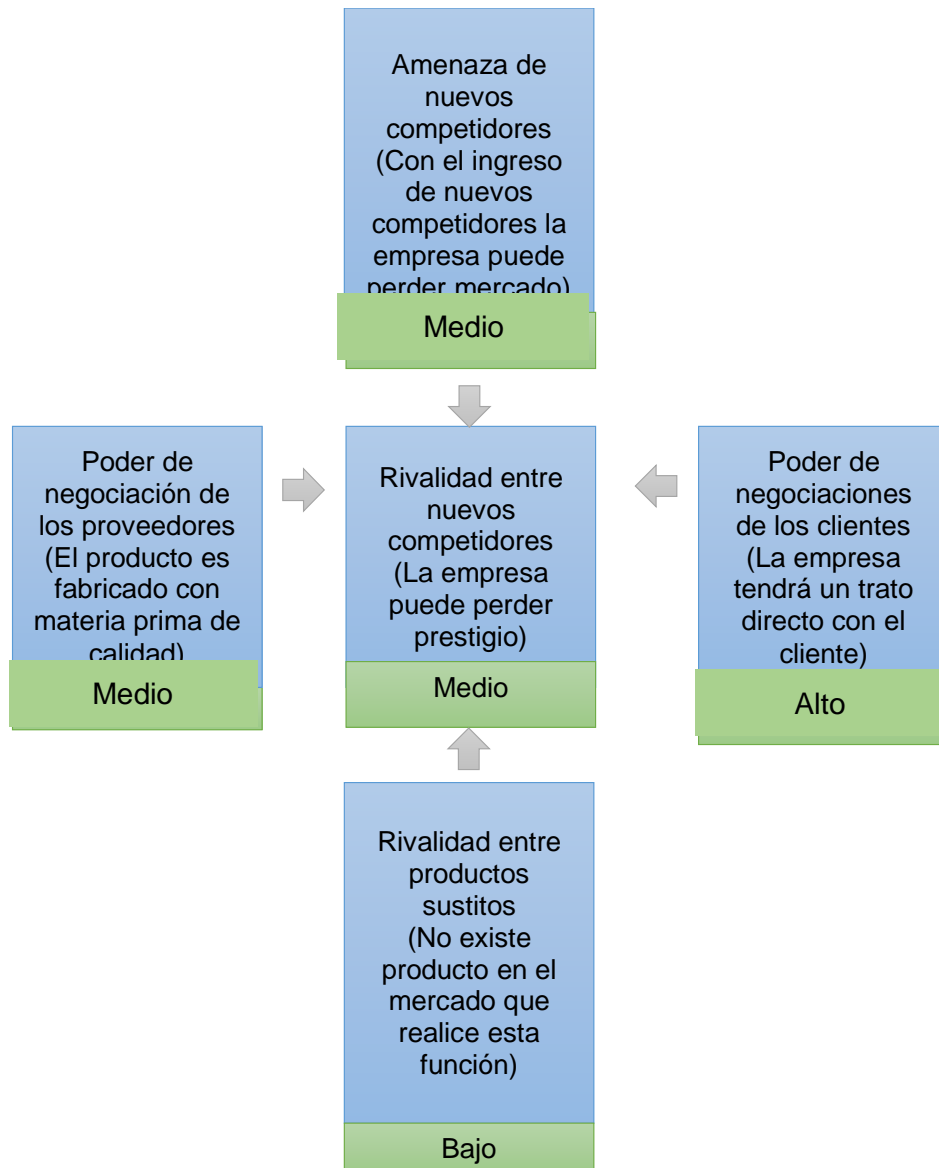 Amenaza de
nuevos
competidores
(Con el ingreso
de nuevos
competidores la
empresa puede
perder mercado)
Medio
Poder de
negociación de
los proveedores
(El producto es
fabricado con
materia prima de
calidad)
Medio
Rivalidad entre
nuevos
competidores
(La empresa
puede perder
prestigio)
Medio
Poder de
negociaciones
de los clientes
(La empresa
tendrá un trato
directo con el
cliente)
Alto
Rivalidad entre
productos
sustitos
(No existe
producto en el
mercado que
realice esta
función)
Bajo